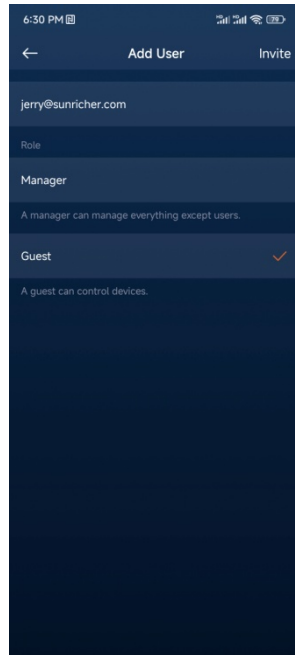 6:30 PM
79
Add User
Invite
jerry@sunricher.com
Role
Manager
A manager can manage everything except users.
Guest
A guest can control devices.